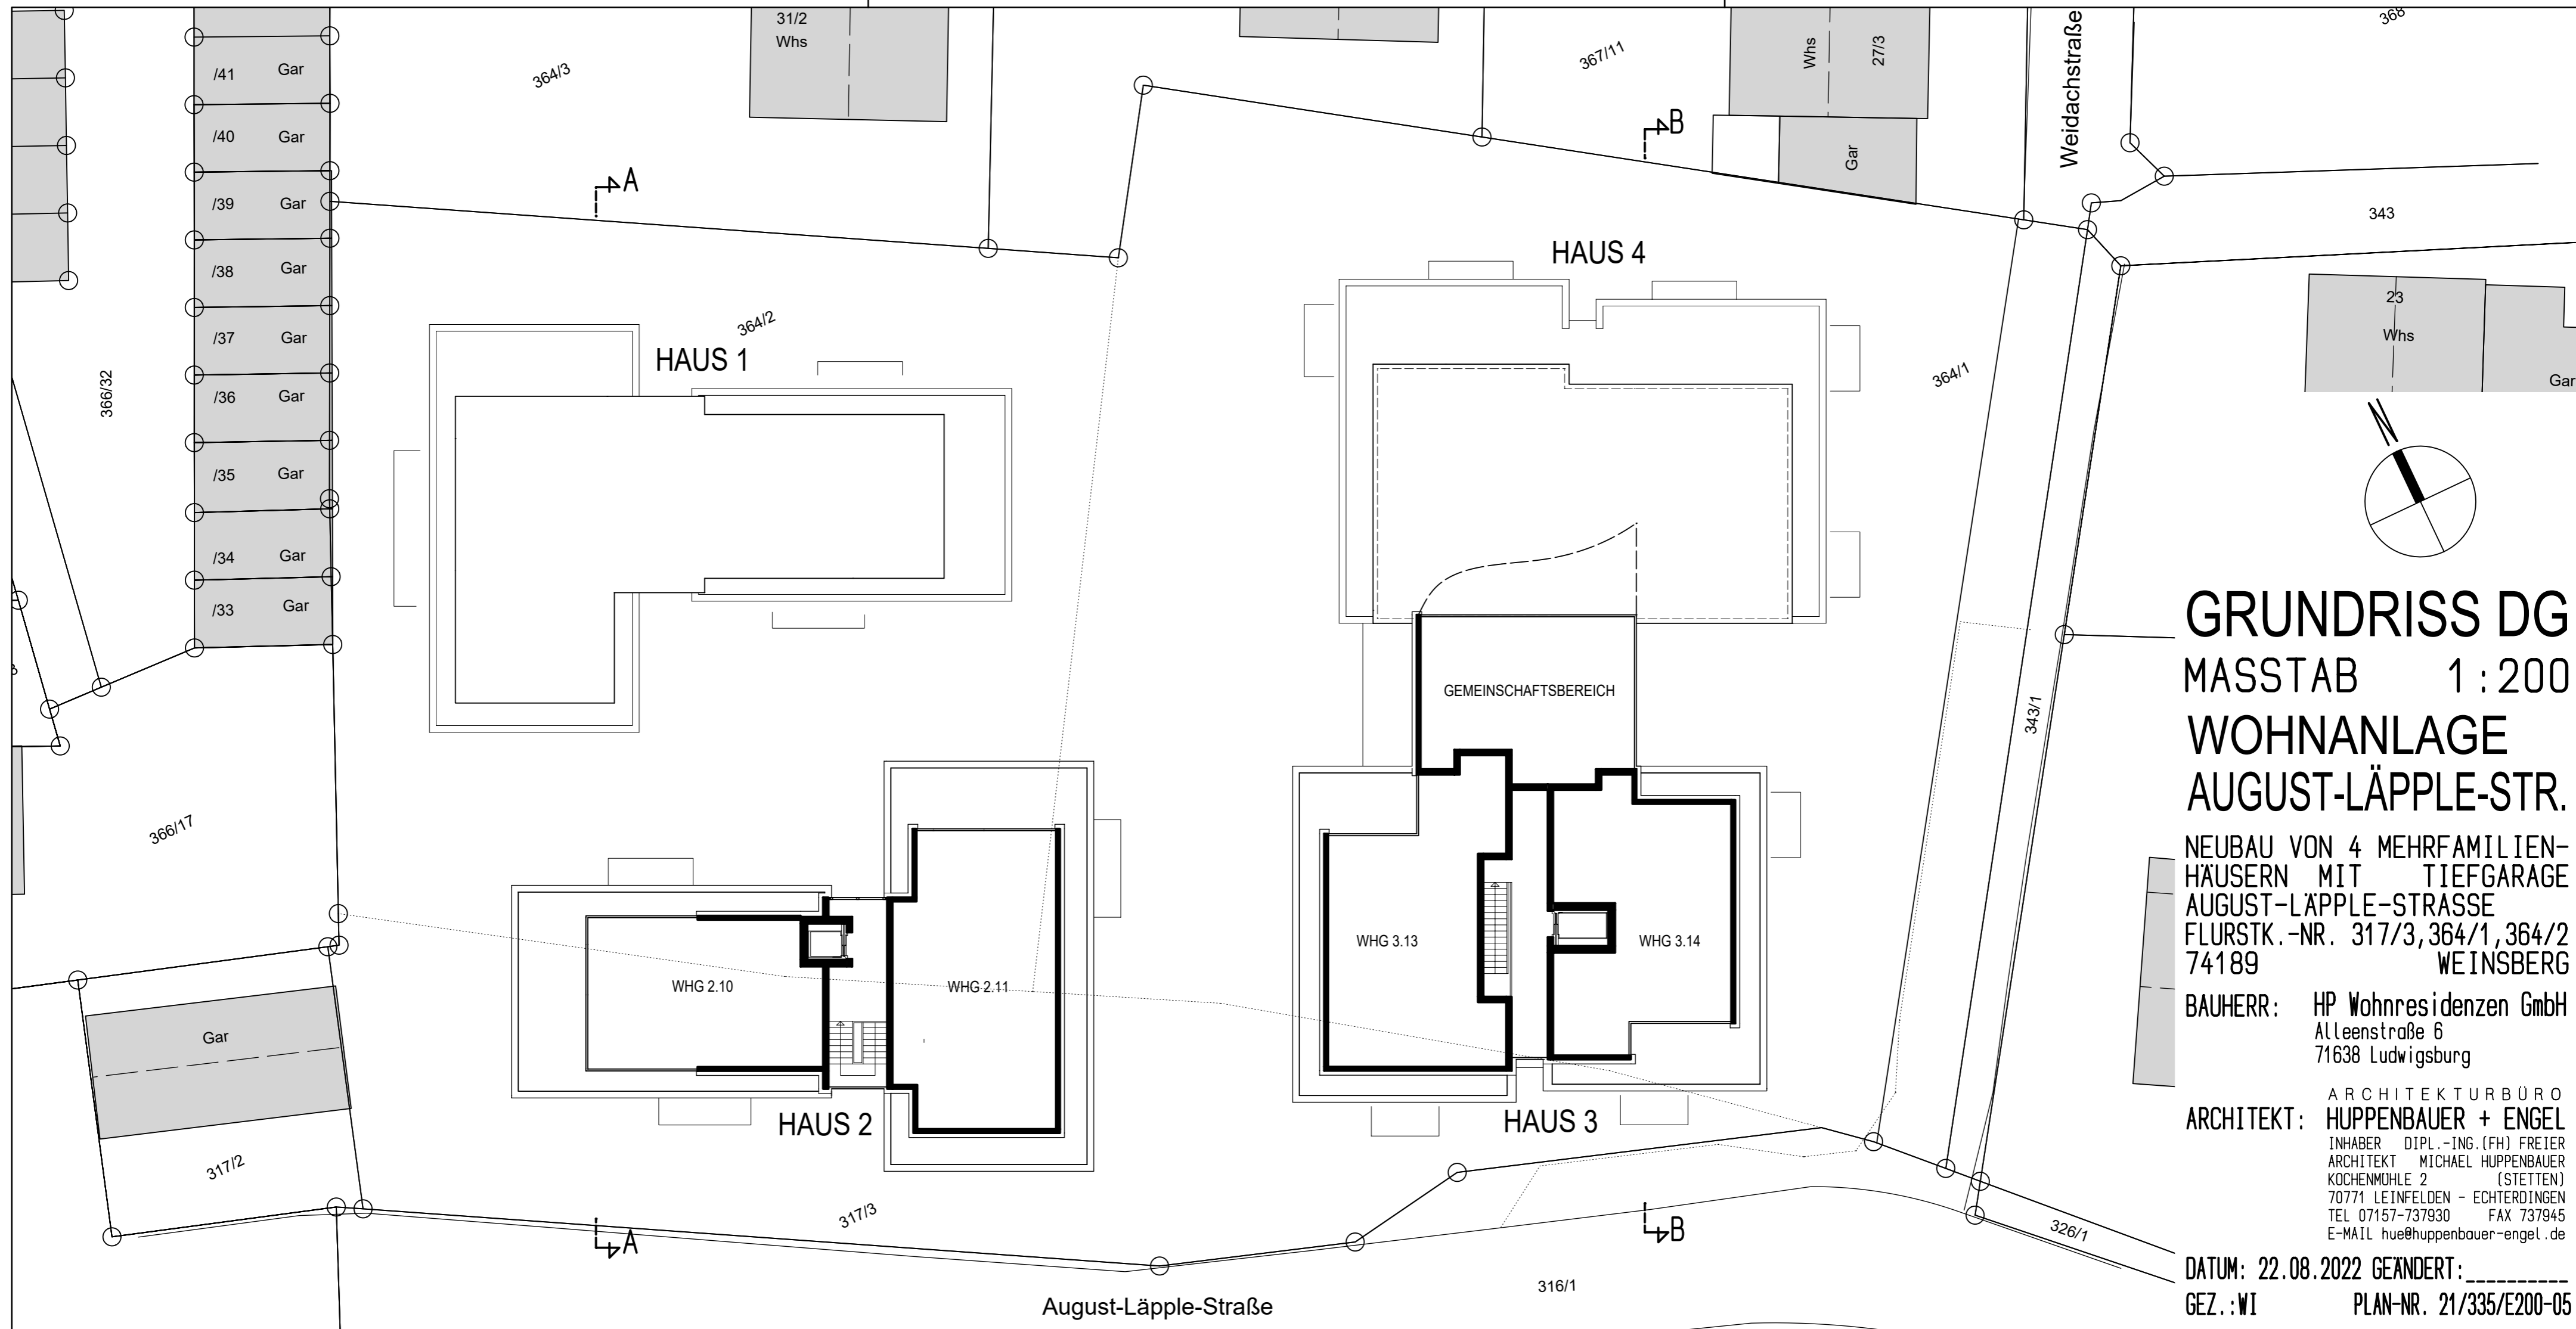 31/2
Whs
364/3
367/11
Whs
27/3
Gar
Weidachstraße
368
/41 Gar
/40 Gar
/39 Gar
/38 Gar
/37 Gar
/36 Gar
/35 Gar
/34 Gar
/33 Gar
366/32
A
B
343
HAUS 4
364/2
HAUS 1
364/1
23
Whs
Gar
N
GEMEINSCHAFTSBEREICH
343/1
366/17
WHG 2.10
WHG 2.11
WHG 3.13
WHG 3.14
Gar
HAUS 2
HAUS 3
317/2
317/3
A
B
326/1
316/1
August-Läpple-Straße
GRUNDRISS DG
MASSTAB 1:200
WOHNANLAGE
AUGUST-LÄPPLE-STR.
NEUBAU VON 4 MEHRFAMILIEN-
HÄUSERN MIT TIEFGARAGE
AUGUST-LÄPPLE-STRASSE
FLURSTK.-NR. 317/3,364/1,364/2
74189 WEINSBERG
BAUHERR: HP Wohnresidenzen GmbH
Alleenstraße 6
71638 Ludwigsburg
ARCHITEKTURBÜRO
ARCHITEKT: HUPPENBAUER + ENGEL
INHABER DIPL.-ING.(FH) FREIER
ARCHITEKT MICHAEL HUPPENBAUER
KOCHENMÜHLE 2 (STETTEN)
70771 LEINFELDEN - ECHTERDINGEN
TEL 07157-737930 FAX 737945
E-MAIL hue@huppenbauer-engel.de
DATUM: 22.08.2022 GEÄNDERT:__________
GEZ.:WI PLAN-NR. 21/335/E200-05